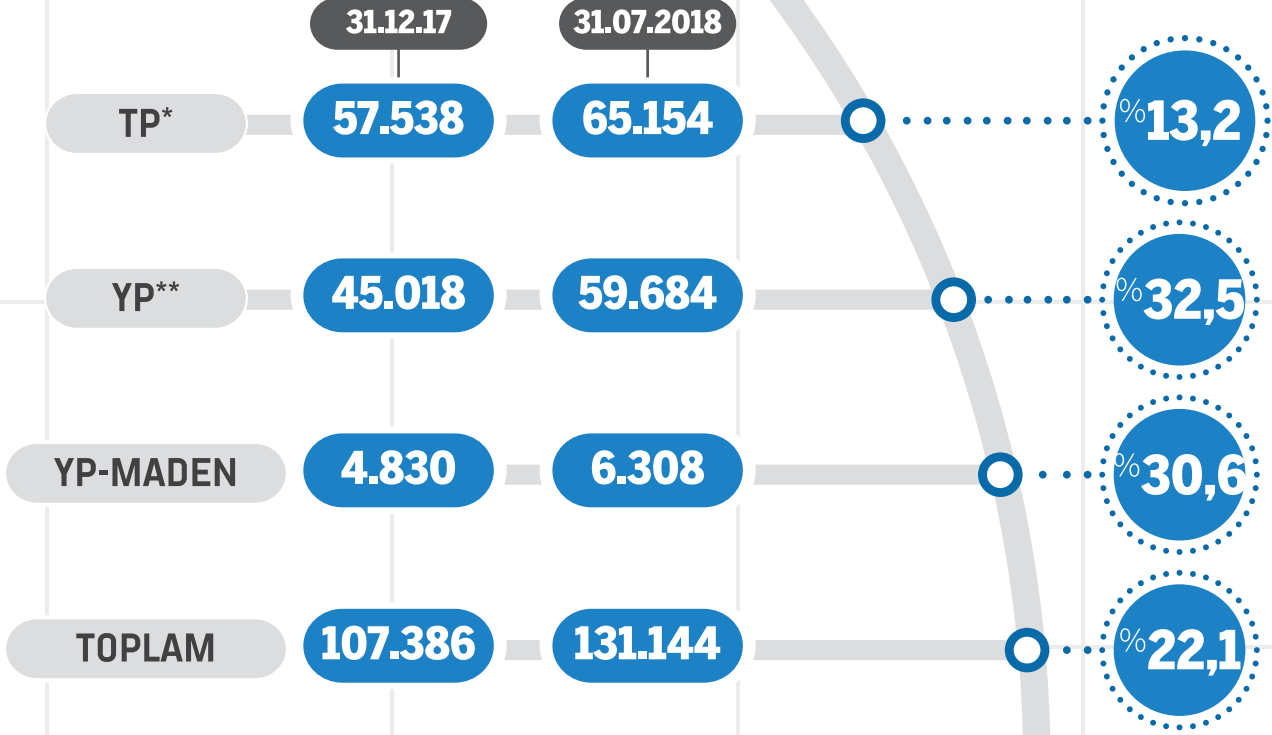 31.12.17 31.07.2018
TP* 57.538 65.154 %13,2
YP** 45.018 59.684 %32,5
YP-MADEN 4.830 6.308 %30,6
TOPLAM 107.386 131.144 %22,1